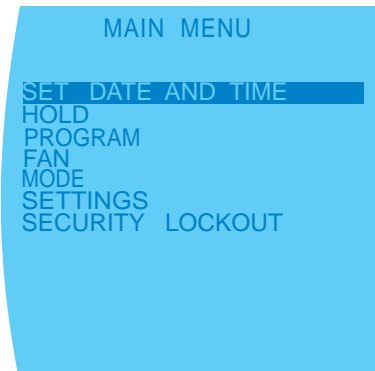 MAIN MENU
SET DATE AND TIME
HOLD
PROGRAM
FAN
MODE
SETTINGS
SECURITY LOCKOUT